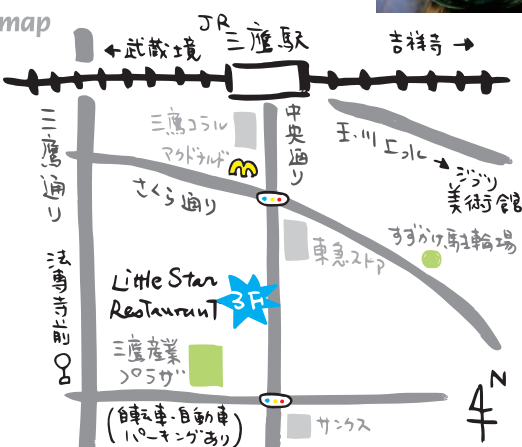 map
JR
三鷹駅
←武蔵境
吉祥寺→
三鷹通り
三鷹コラル
マクドナルド
中央通り
玉川上水
ジブリ
美術館
さくら通り
すずかけ駐輪場
東急ストア
法専寺前
Little Star
Restaurant
3F
三鷹産業
プラザ
(自転車・自動車
パーキングあり)
サンクス
N